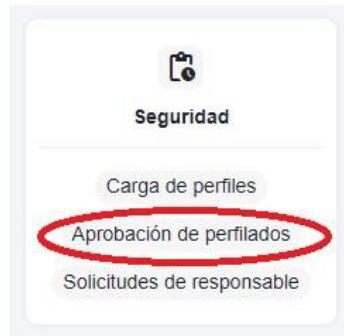 Seguridad
Carga de perfiles
Aprobación de perfilados
Solicitudes de responsable